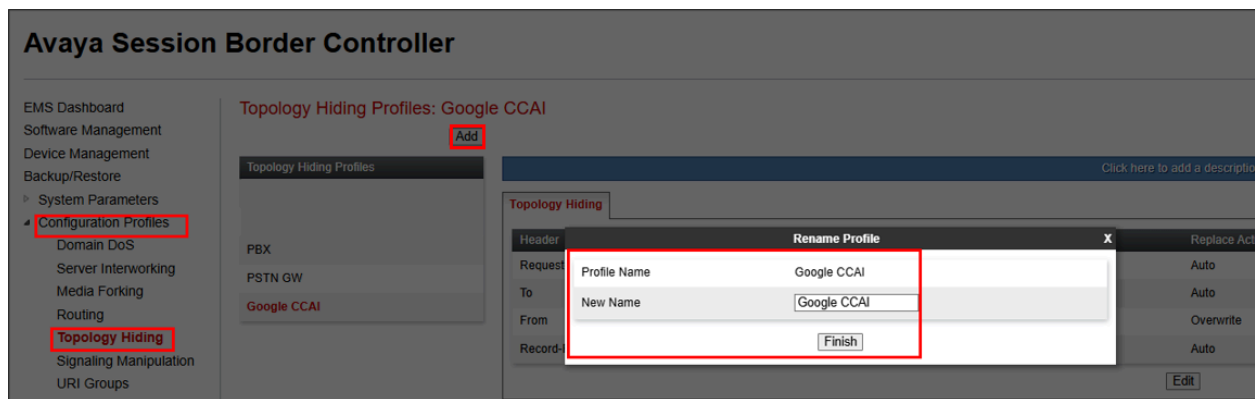 Avaya Session Border Controller
EMS Dashboard
Software Management
Device Management
Backup/Restore
System Parameters
Configuration Profiles
Domain DoS
Server Interworking
Media Forking
Routing
Topology Hiding
Signaling Manipulation
URI Groups
Topology Hiding Profiles: Google CCAI
Add
Topology Hiding Profiles
PBX
PSTN GW
Google CCAI
Click here to add a descriptio
Topology Hiding
Header
Replace Act
Request
Auto
To
Auto
From
Overwrite
Record-
Auto
Edit
Rename Profile
X
Profile Name Google CCAI
New Name Google CCAI
Finish